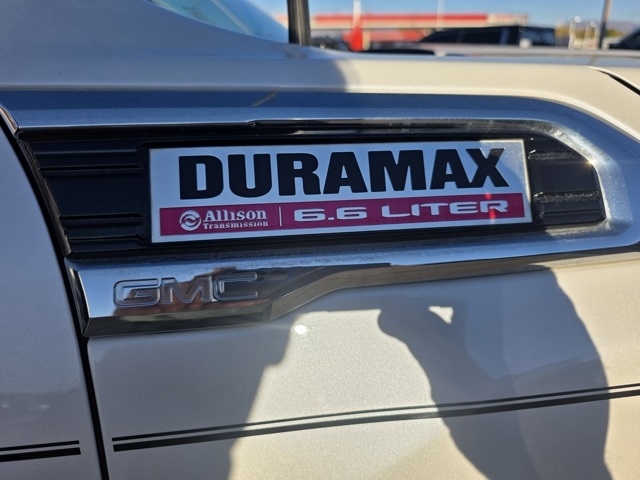 DURAMAX
Allison Transmission
6.6 LITER
GMC